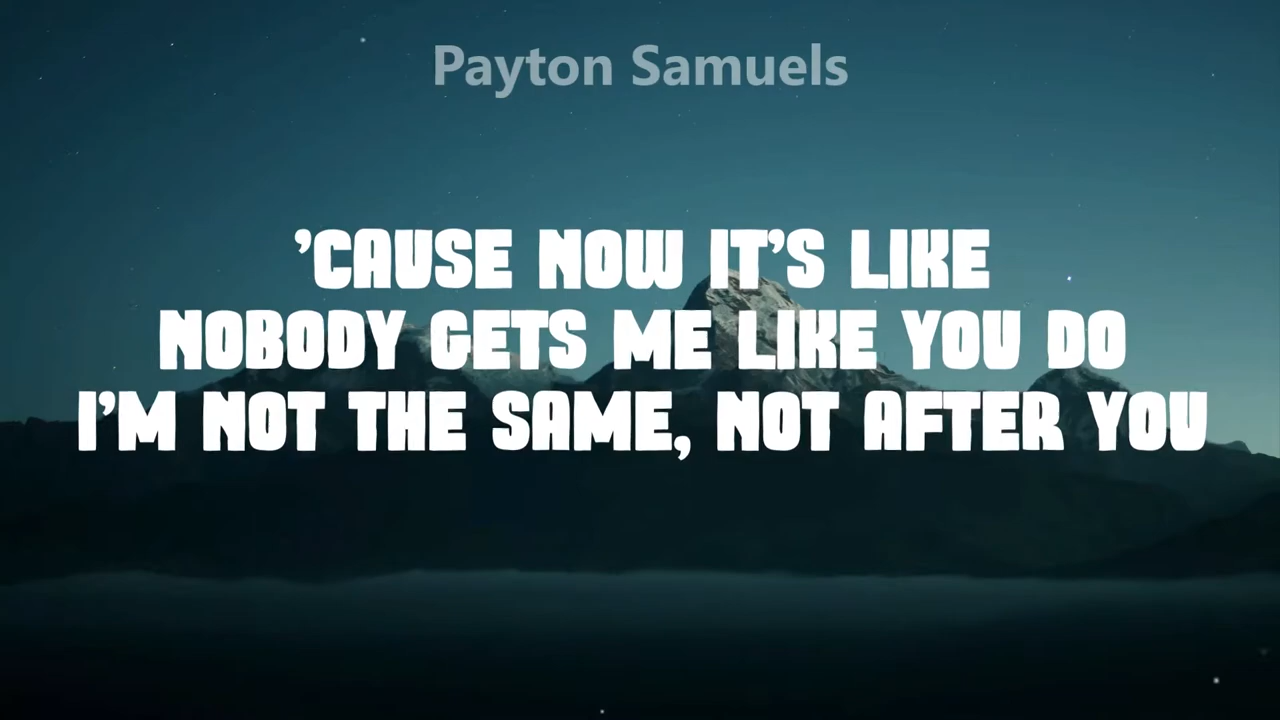 Payton Samuels
’CAUSE NOW IT’S LIKE
NOBODY GETS ME LIKE YOU DO
I’M NOT THE SAME, NOT AFTER YOU